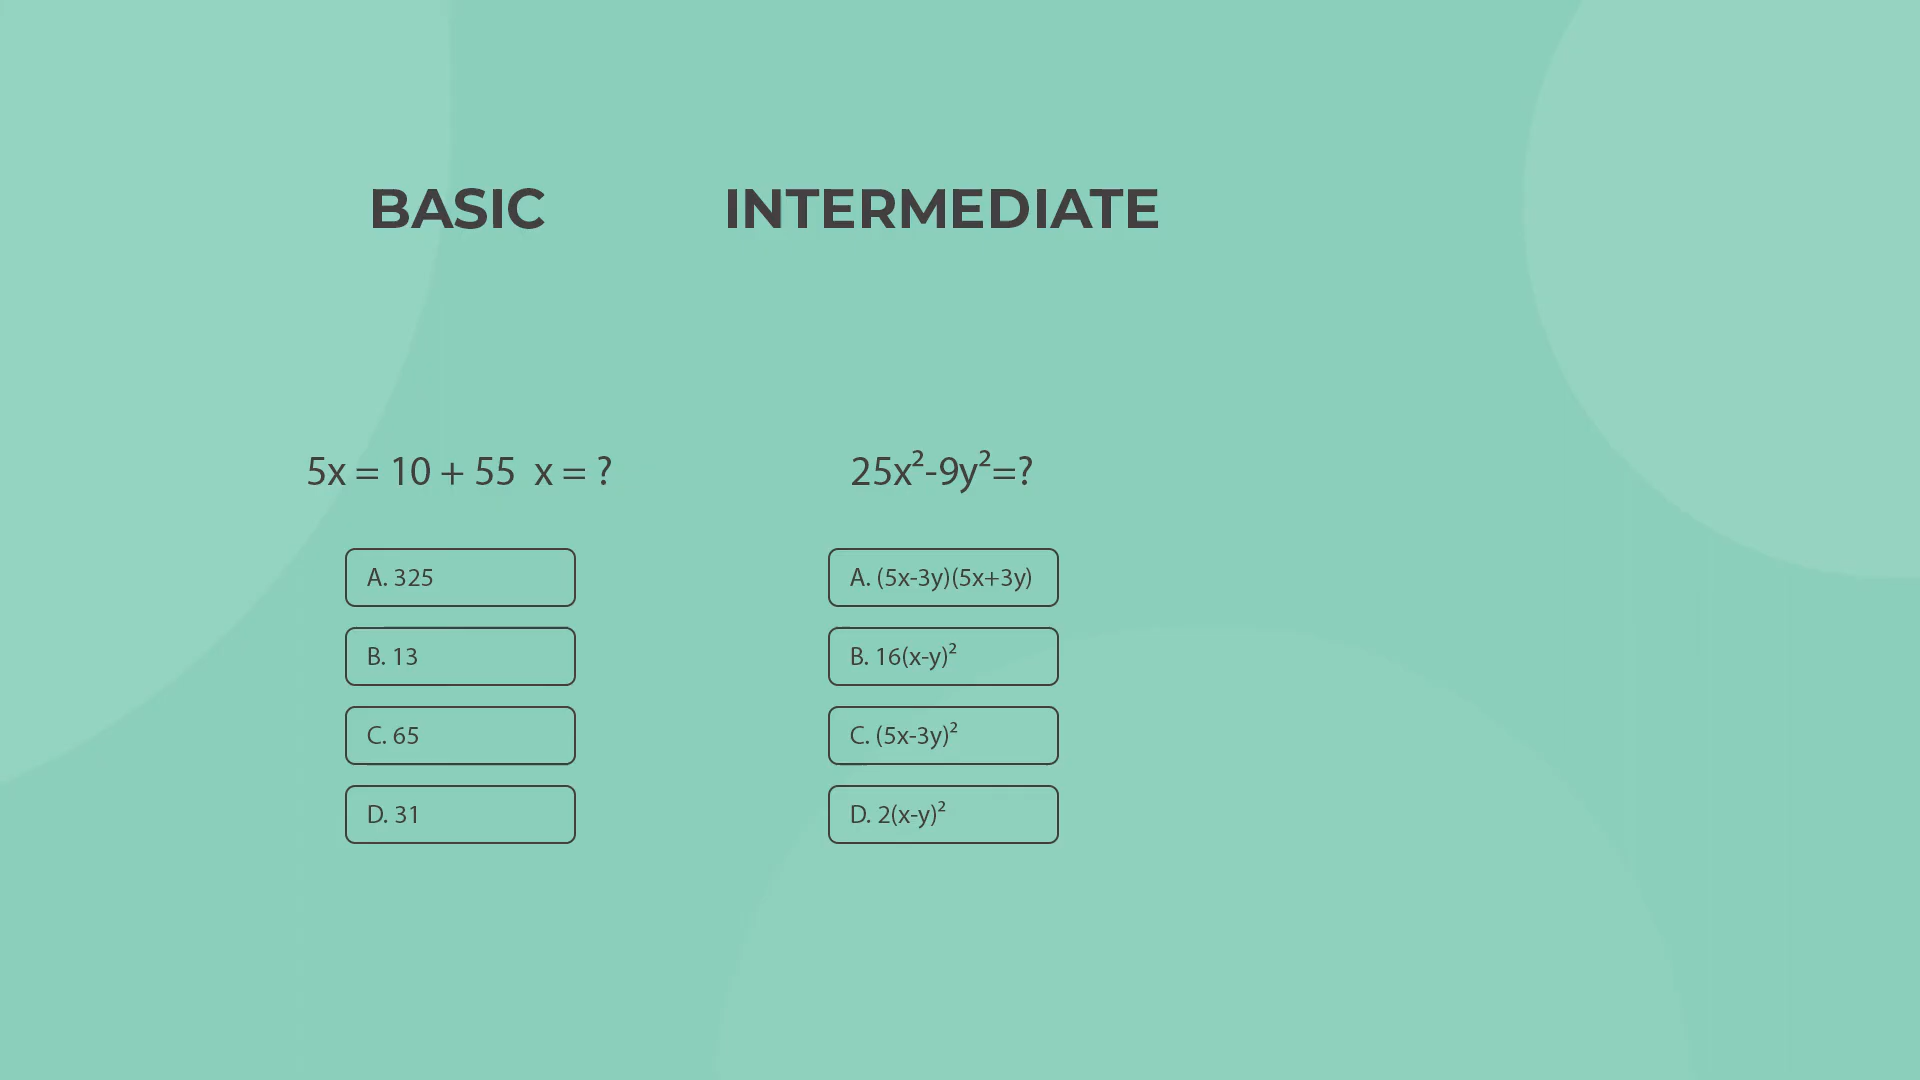 BASIC
5x = 10 + 55  x = ?
A. 325
B. 13
C. 65
D. 31
INTERMEDIATE
25x²-9y²=?
A. (5x-3y)(5x+3y)
B. 16(x-y)²
C. (5x-3y)²
D. 2(x-y)²